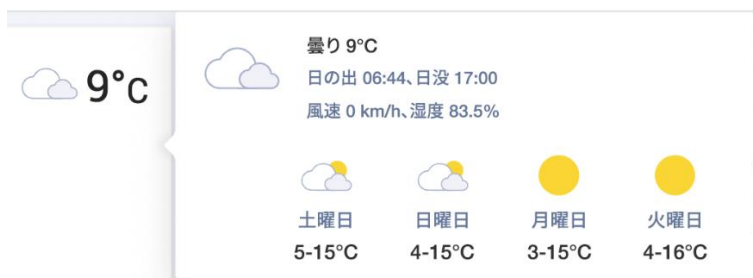 9°C
曇り 9°C
日の出 06:44、日没 17:00
風速 0 km/h、湿度 83.5%
土曜日 日曜日 月曜日 火曜日
5-15°C 4-15°C 3-15°C 4-16°C